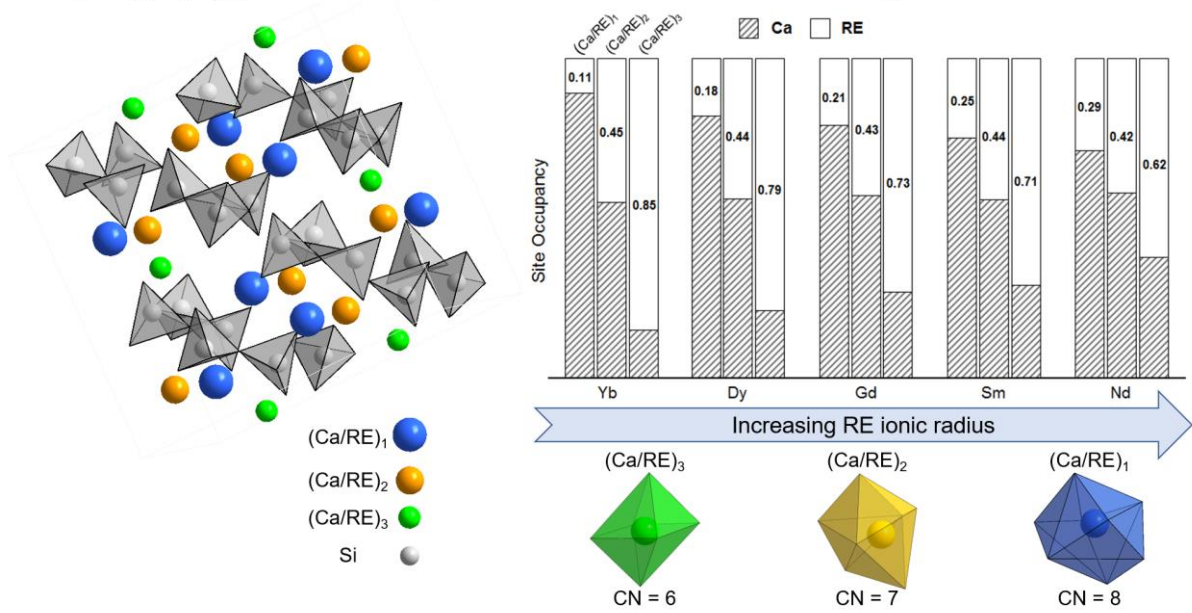 (Ca/RE)₁
(Ca/RE)₂
(Ca/RE)₃
Si
(Ca/RE)₁
(Ca/RE)₂
(Ca/RE)₃
Ca
RE
Site Occupancy
0.11
0.45
0.85
0.18
0.44
0.79
0.21
0.43
0.73
0.25
0.44
0.71
0.29
0.42
0.62
Yb
Dy
Gd
Sm
Nd
Increasing RE ionic radius
(Ca/RE)₃
(Ca/RE)₂
(Ca/RE)₁
CN = 6
CN = 7
CN = 8